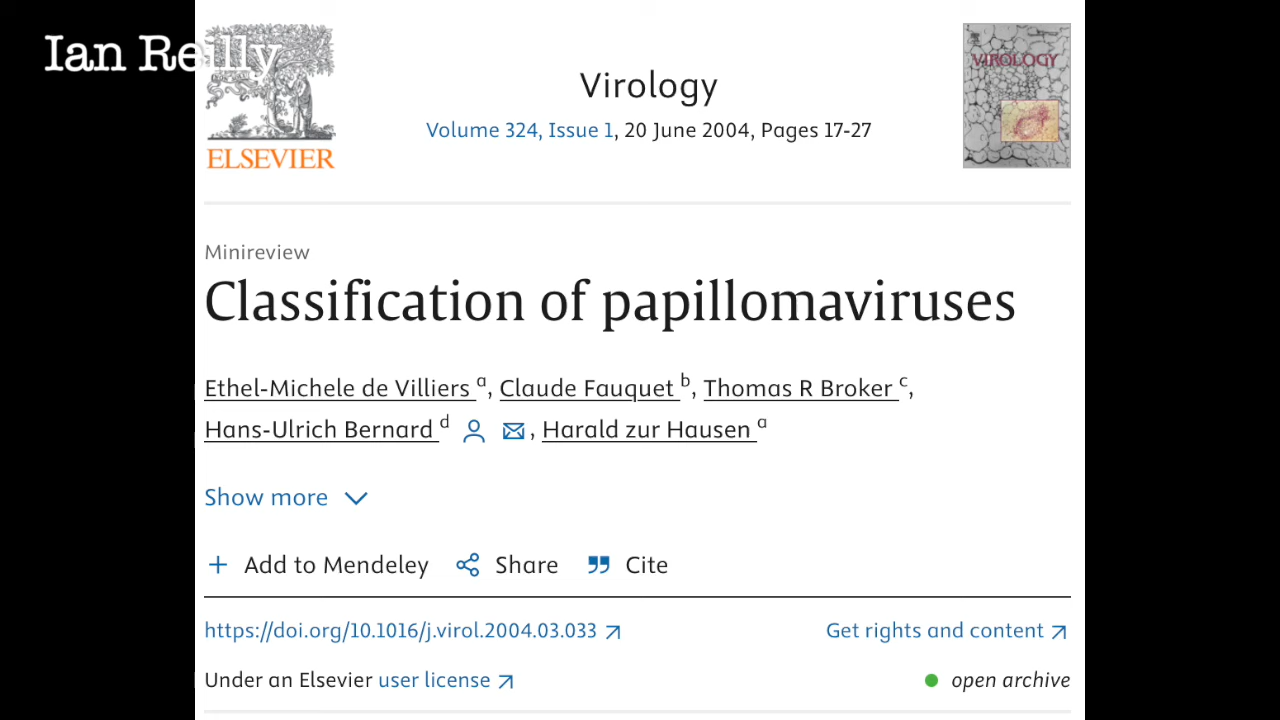 Ian Reilly
ELSEVIER
Virology
Volume 324, Issue 1, 20 June 2004, Pages 17-27
VIROLOGY
Minireview
Classification of papillomaviruses
Ethel-Michele de Villiers a, Claude Fauquet b, Thomas R Broker c,
Hans-Ulrich Bernard d , Harald zur Hausen a
Show more
+ Add to Mendeley Share Cite
https://doi.org/10.1016/j.virol.2004.03.033 Get rights and content
Under an Elsevier user license open archive